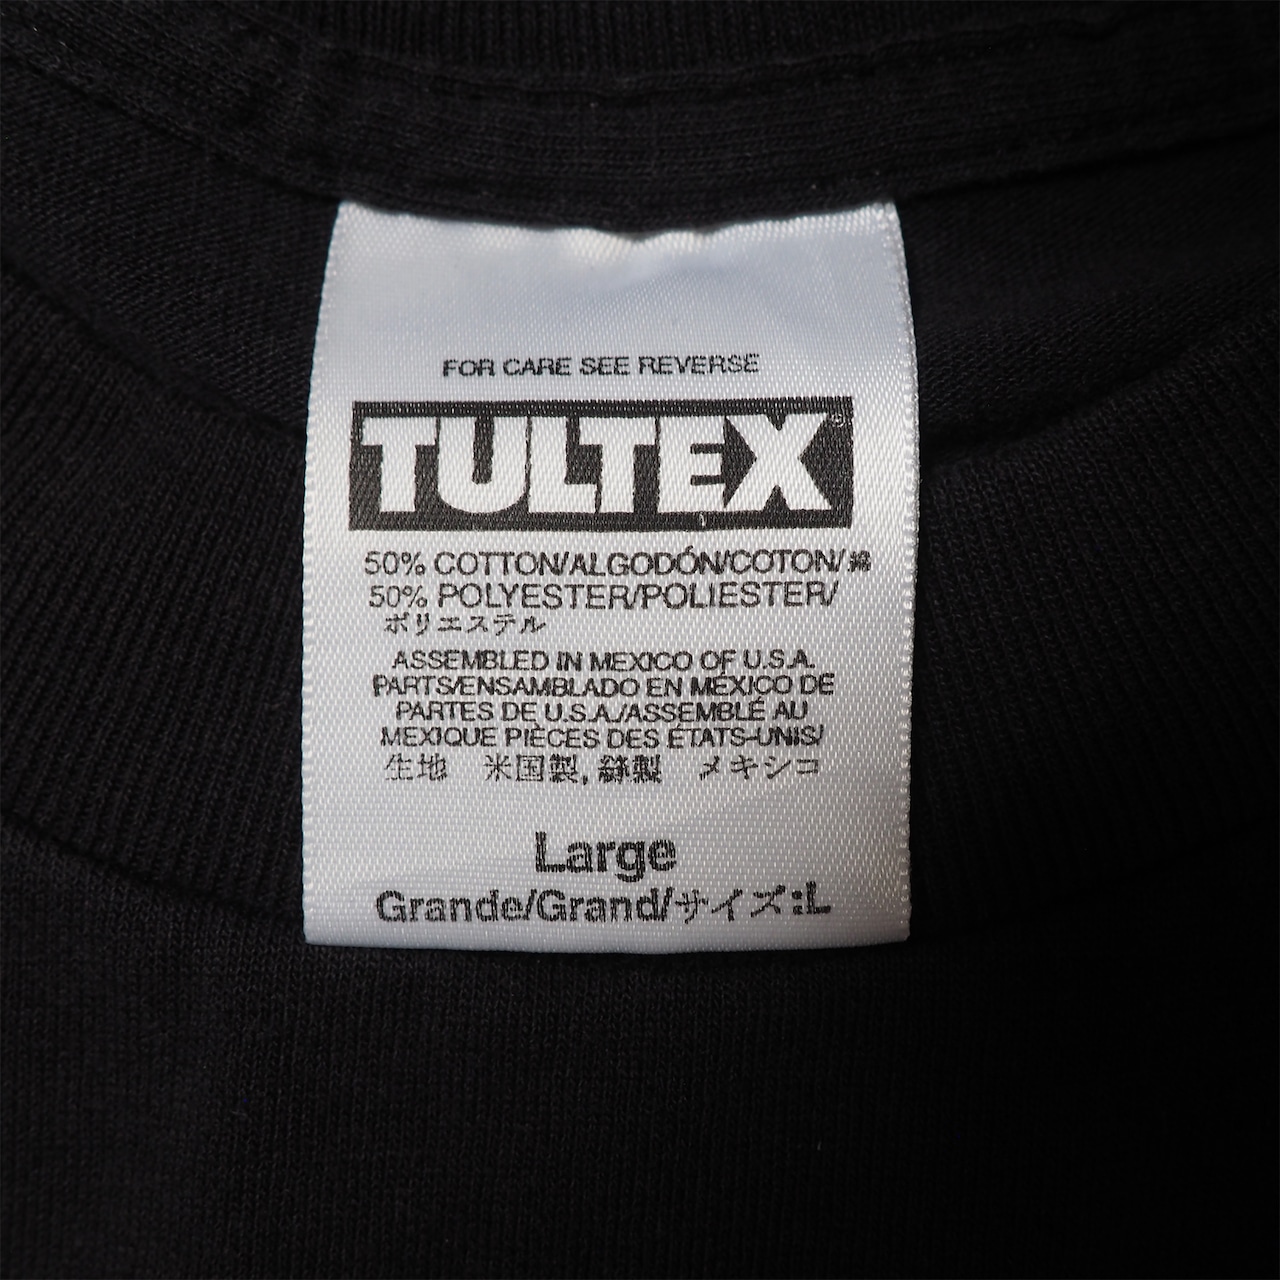 FOR CARE SEE REVERSE
TULTEX®
50% COTTON/ALGODÓN/COTON/綿
50% POLYESTER/POLIESTER/
ポリエステル
ASSEMBLED IN MEXICO OF U.S.A.
PARTS/ENSAMBLADO EN MÉXICO DE
PARTES DE U.S.A./ASSEMBLÉ AU
MEXIQUE PIÈCES DES ÉTATS-UNIS/
生地 米国製, 縫製 メキシコ
Large
Grande/Grand/サイズ:L